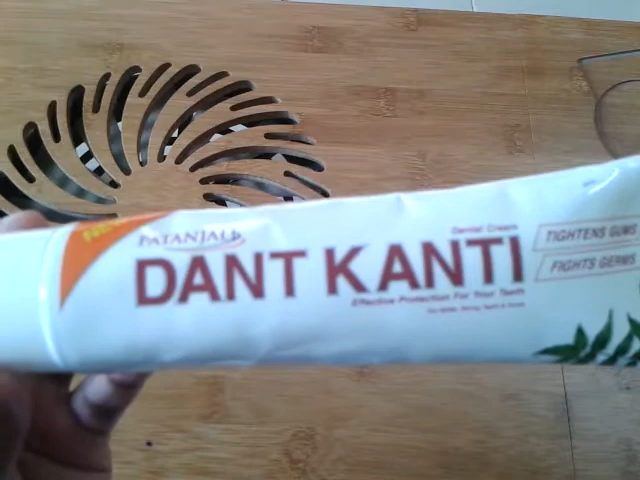 PATANJALI
Dental Cream
DANT KANTI
Effective Protection For Your Teeth
TIGHTENS GUMS
FIGHTS GERMS